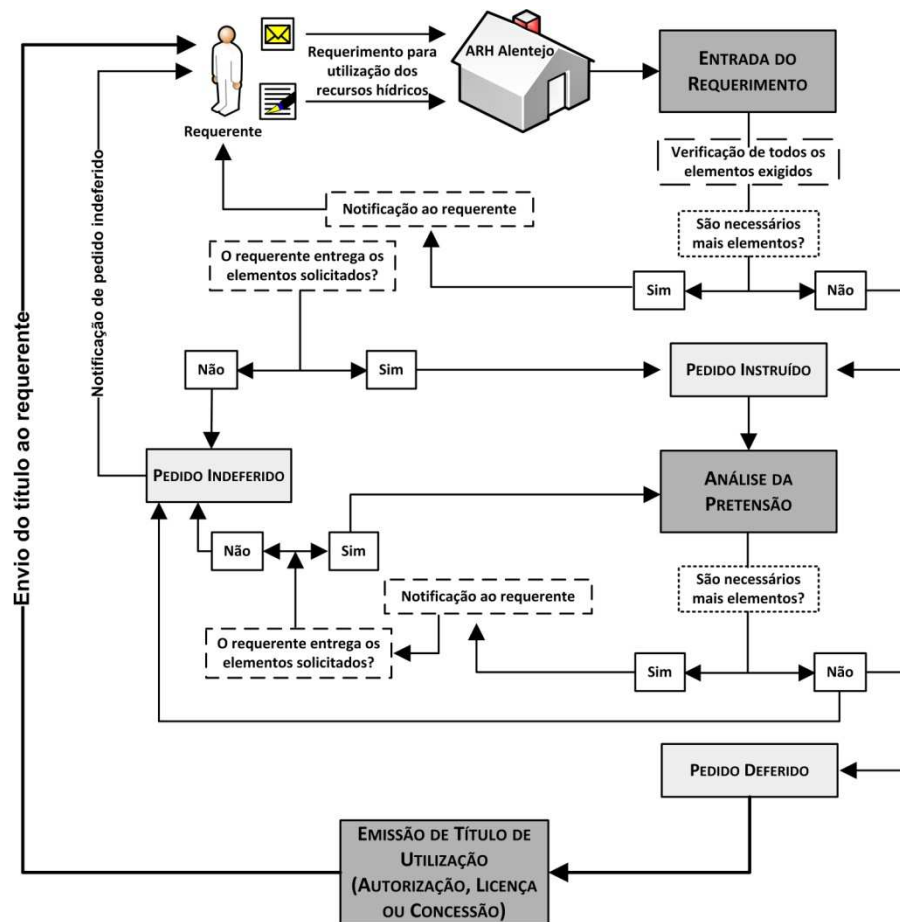 Requerente
Requerimento para
utilização dos
recursos hídricos
ARH Alentejo
ENTRADA DO
REQUERIMENTO
Verificação de todos os
elementos exigidos
São necessários
mais elementos?
Sim
Não
Notificação ao requerente
O requerente entrega os
elementos solicitados?
Não
Sim
PEDIDO INSTRUÍDO
PEDIDO INDEFERIDO
Notificação de pedido indeferido
Envio do título ao requerente
ANÁLISE DA
PRETENSÃO
São necessários
mais elementos?
Sim
Não
Notificação ao requerente
O requerente entrega os
elementos solicitados?
Não
Sim
PEDIDO DEFERIDO
EMISSÃO DE TÍTULO DE
UTILIZAÇÃO
(AUTORIZAÇÃO, LICENÇA
OU CONCESSÃO)